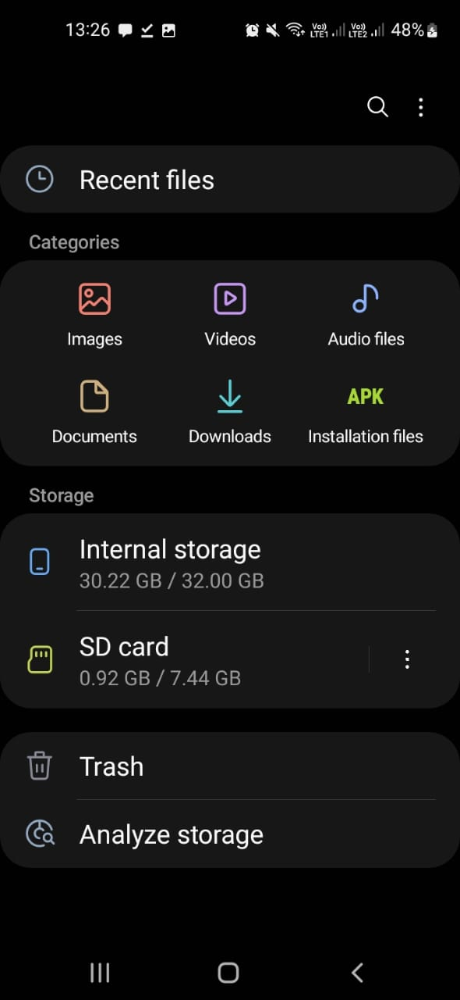 13:26
Vo)) LTE1
Vo)) LTE2
48%
Recent files
Categories
Images Videos Audio files
APK
Documents Downloads Installation files
Storage
Internal storage
30.22 GB / 32.00 GB
SD card
0.92 GB / 7.44 GB
Trash
Analyze storage